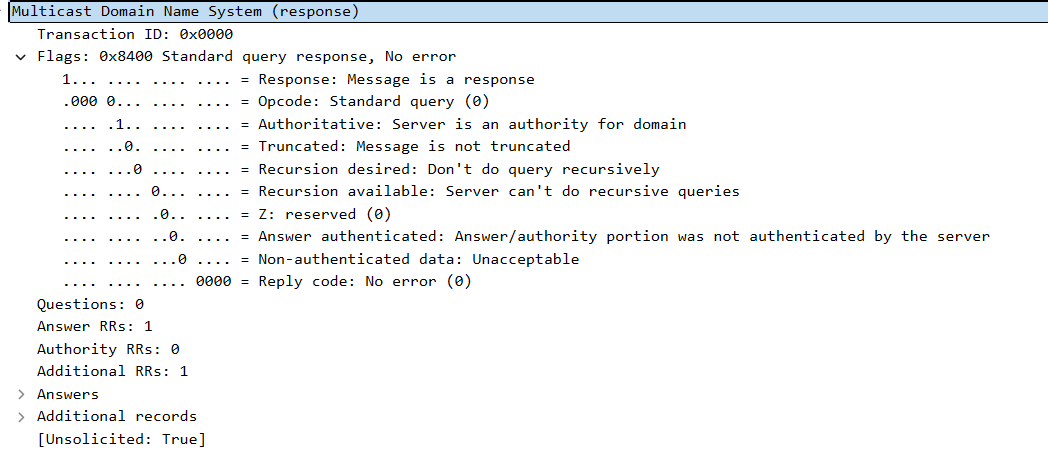 Multicast Domain Name System (response)
Transaction ID: 0x0000
Flags: 0x8400 Standard query response, No error
1... .... .... .... = Response: Message is a response
.000 0... .... .... = Opcode: Standard query (0)
.... .1.. .... .... = Authoritative: Server is an authority for domain
.... ..0. .... .... = Truncated: Message is not truncated
.... ...0 .... .... = Recursion desired: Don't do query recursively
.... .... 0... .... = Recursion available: Server can't do recursive queries
.... .... .0.. .... = Z: reserved (0)
.... .... ..0. .... = Answer authenticated: Answer/authority portion was not authenticated by the server
.... .... ...0 .... = Non-authenticated data: Unacceptable
.... .... .... 0000 = Reply code: No error (0)
Questions: 0
Answer RRs: 1
Authority RRs: 0
Additional RRs: 1
Answers
Additional records
[Unsolicited: True]